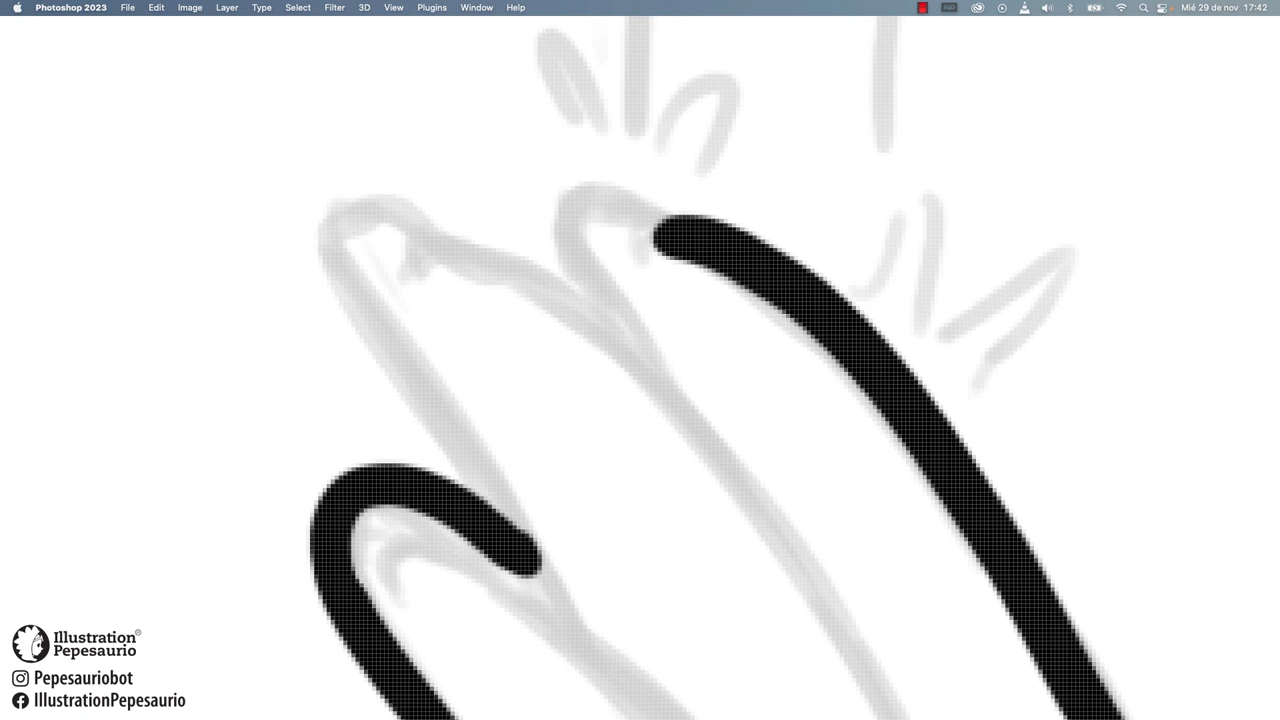 Photoshop 2023 File Edit Image Layer Type Select Filter 3D View Plugins Window Help Mié 29 de nov 17:42
Illustration®
Pepesaurio
Pepesauriobot
IllustrationPepesaurio